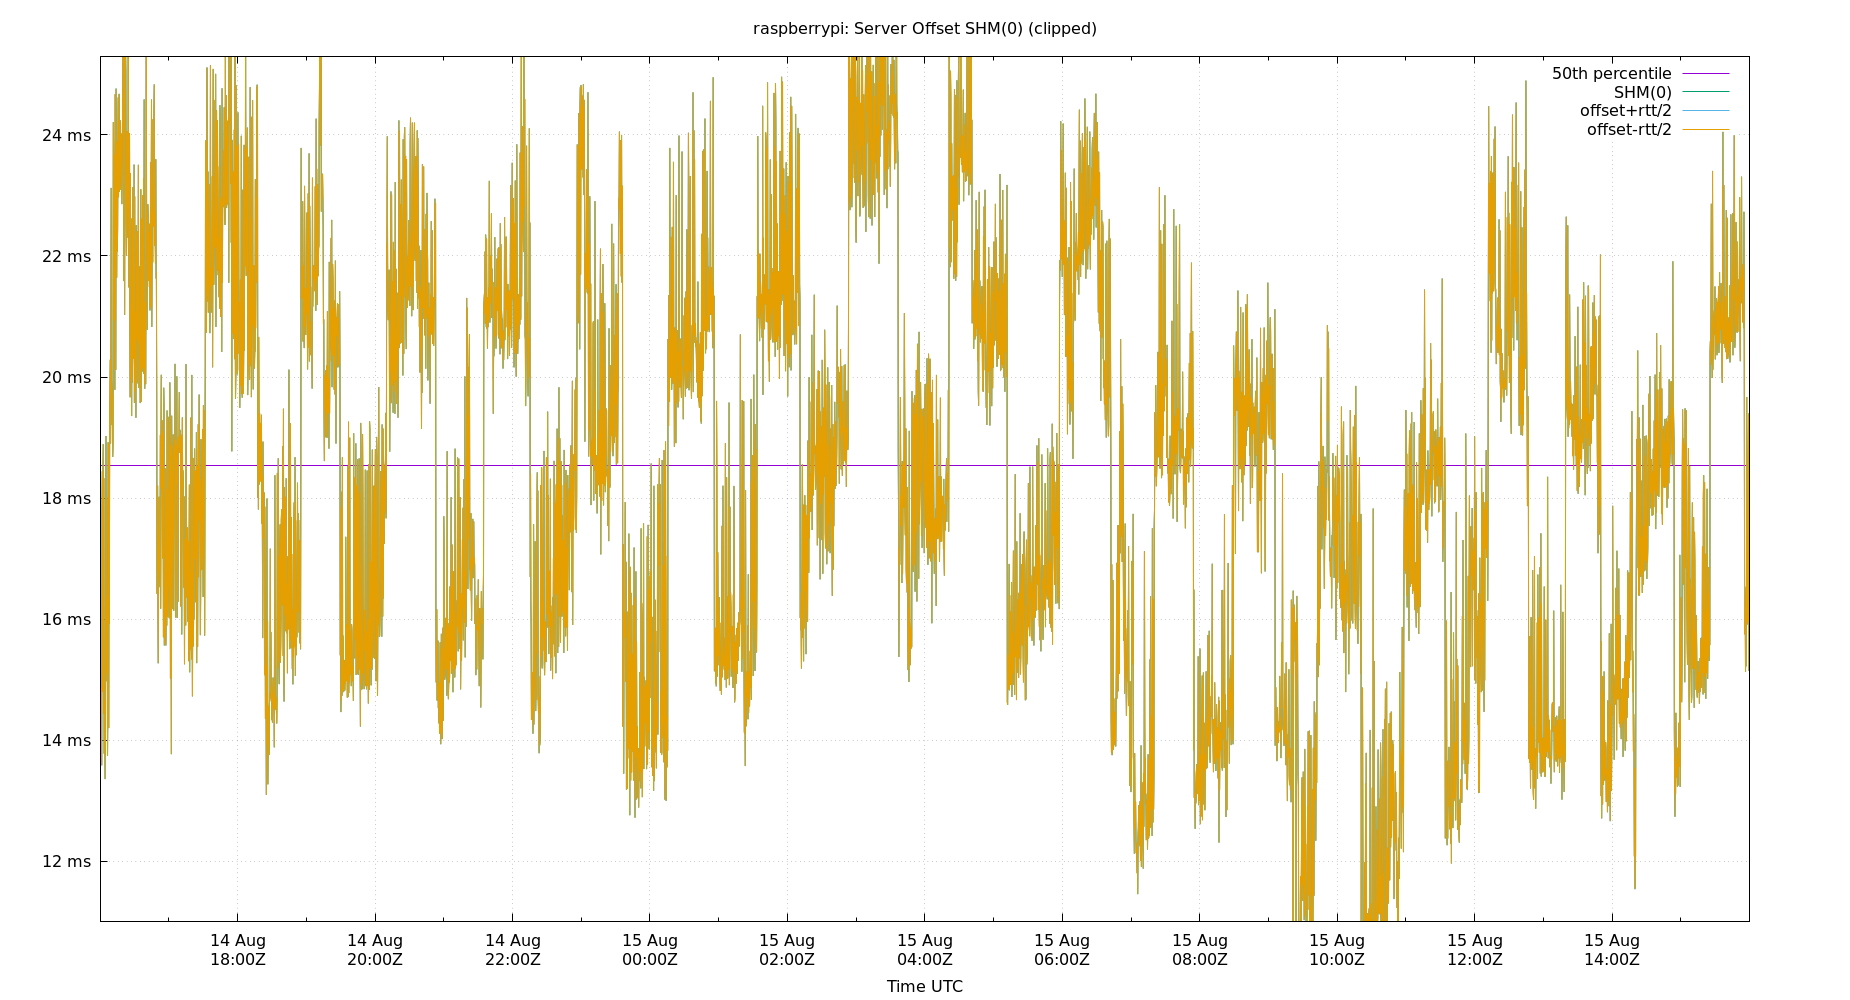 raspberrypi: Server Offset SHM(0) (clipped)
50th percentile
SHM(0)
offset+rtt/2
offset-rtt/2
24 ms
22 ms
20 ms
18 ms
16 ms
14 ms
12 ms
14 Aug 14 Aug 14 Aug 15 Aug 15 Aug 15 Aug 15 Aug 15 Aug 15 Aug 15 Aug 15 Aug
18:00Z 20:00Z 22:00Z 00:00Z 02:00Z 04:00Z 06:00Z 08:00Z 10:00Z 12:00Z 14:00Z
Time UTC